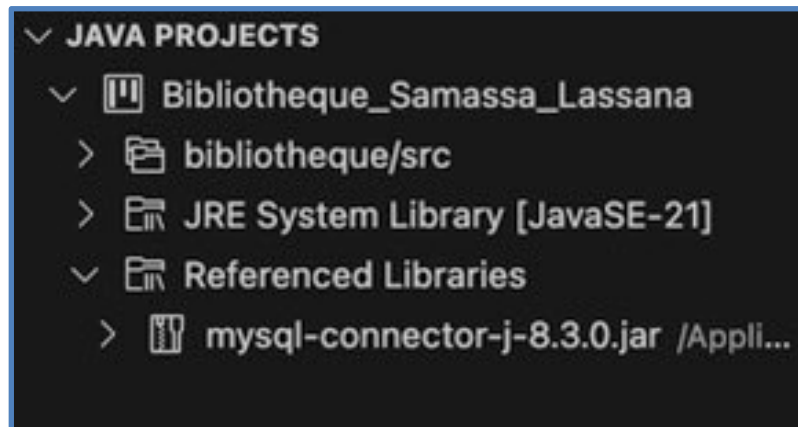 JAVA PROJECTS
Bibliotheque_Samassa_Lassana
bibliotheque/src
JRE System Library [JavaSE-21]
Referenced Libraries
mysql-connector-j-8.3.0.jar /Appli...